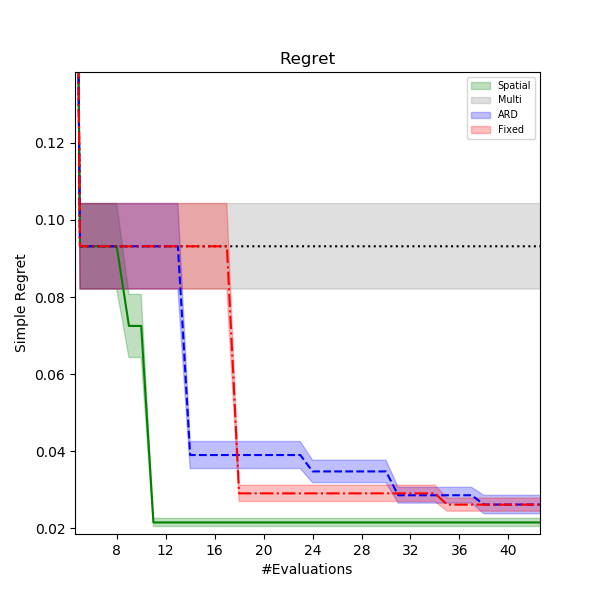 Regret
Spatial
Multi
ARD
Fixed
Simple Regret
0.12
0.10
0.08
0.06
0.04
0.02
8 12 16 20 24 28 32 36 40
#Evaluations